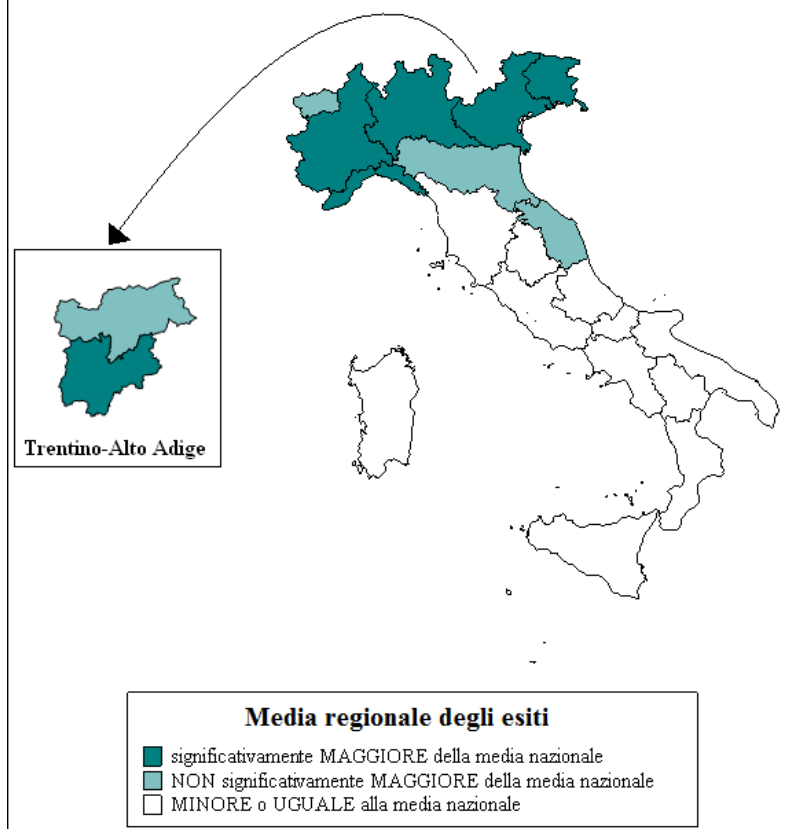 Trentino-Alto Adige
Media regionale degli esiti
significativamente MAGGIORE della media nazionale
NON significativamente MAGGIORE della media nazionale
MINORE o UGUALE alla media nazionale